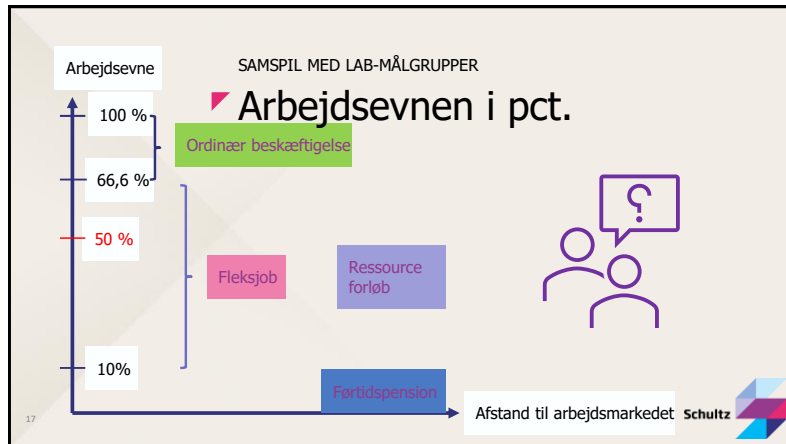 SAMSPIL MED LAB-MÅLGRUPPER
Arbejdsevnen i pct.
Arbejdsevne
100 %
Ordinær beskæftigelse
66,6 %
50 %
Fleksjob
Ressource
forløb
10%
Førtidspension
Afstand til arbejdsmarkedet
Schultz
17
?